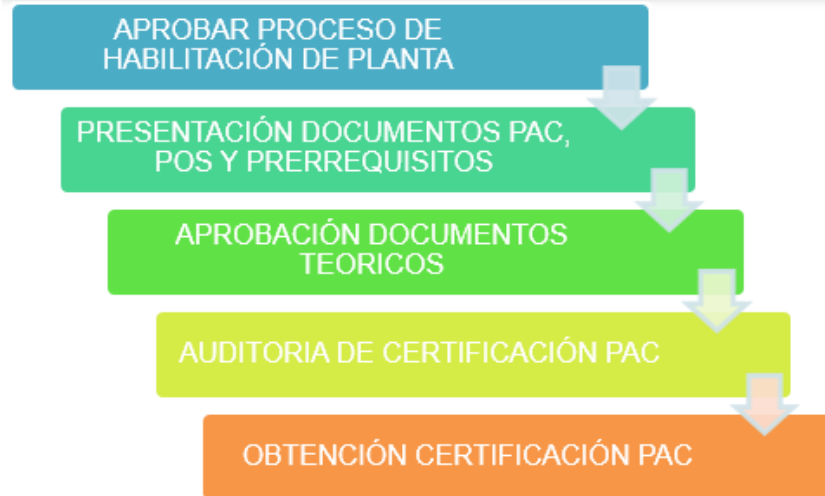 APROBAR PROCESO DE
HABILITACIÓN DE PLANTA
PRESENTACIÓN DOCUMENTOS PAC,
POS Y PRERREQUISITOS
APROBACIÓN DOCUMENTOS
TEORICOS
AUDITORIA DE CERTIFICACIÓN PAC
OBTENCIÓN CERTIFICACIÓN PAC